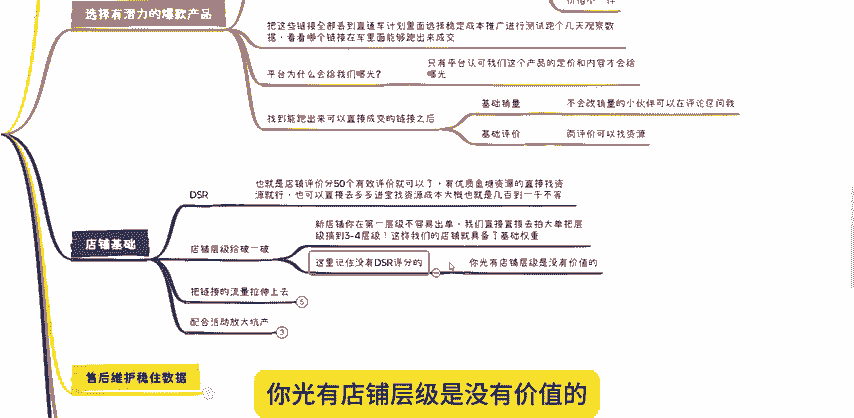 选择有潜力的爆款产品
把这些链接全部丢到直通车计划里面选择稳定成本推广进行测试跑个几天观察数
据，看看哪个链接在车里面能够跑出来成交
平台为什么会给我们曝光？
只有平台认可我们这个产品的定价和内容才会给
曝光
找到能跑出来可以直接成交的链接之后
基础销量
不会改销量的小伙伴可以在评论区问我
基础评价
而评价可以找资源
DSR
也就是店铺评价分50个有效评价就可以了，有优质鱼塘资源的直接找资
源就行，也可以直接去多多进宝找资源成本大概也就是几百到一千不等
店铺基础
店铺层级给破一破
新店铺你在第一层级不容易出单，我们直接直接去拍大单把层
级搞到3-4层级！这样我们的店铺就具备了基础权重
这里记住没有DSR评分的
你光有店铺层级是没有价值的
把链接的流量拉伸上去
5
配合活动放大坑产
3
售后维护稳住数据
你光有店铺层级是没有价值的